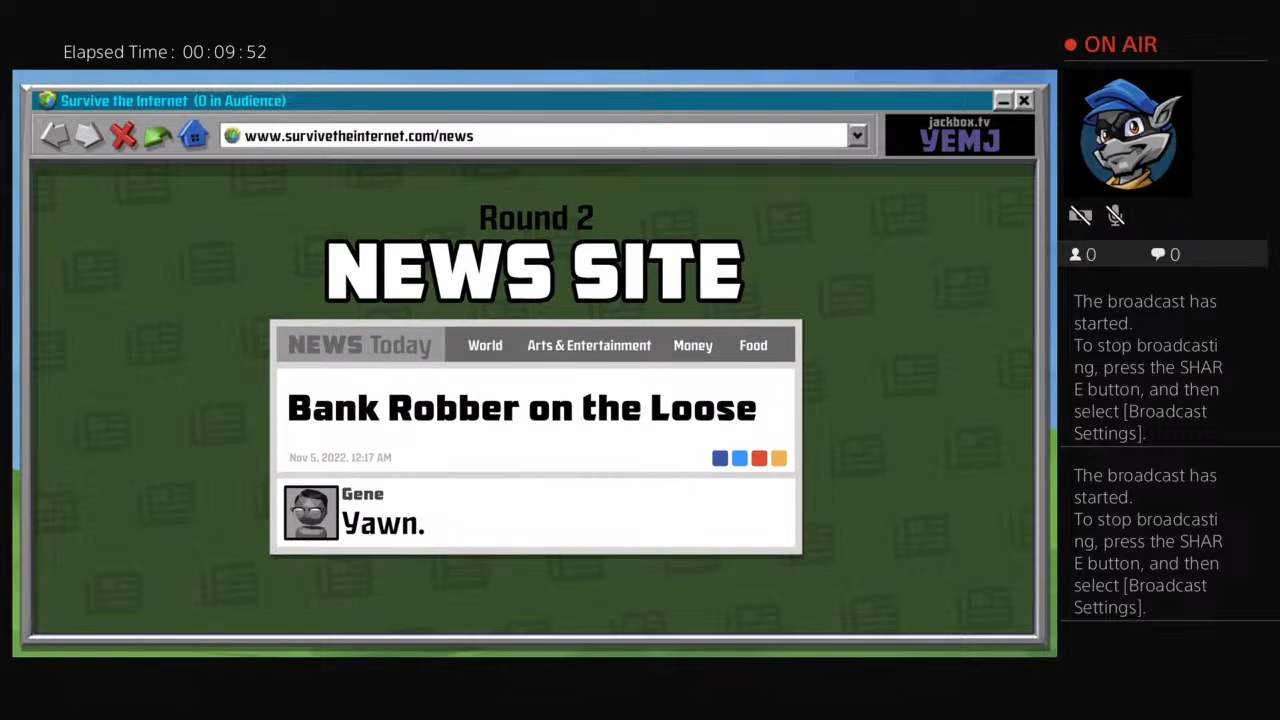 Elapsed Time: 00:09:52
ON AIR
Survive the Internet (0 in Audience)
www.survivetheinternet.com/news
jackbox.tv
YEMJ
Round 2
NEWS SITE
NEWS Today
World
Arts & Entertainment
Money
Food
Bank Robber on the Loose
Nov 5, 2022, 12:17 AM
Gene
Yawn.
0
0
The broadcast has
started.
To stop broadcasti
ng, press the SHAR
E button, and then
select [Broadcast
Settings].
The broadcast has
started.
To stop broadcasti
ng, press the SHAR
E button, and then
select [Broadcast
Settings].